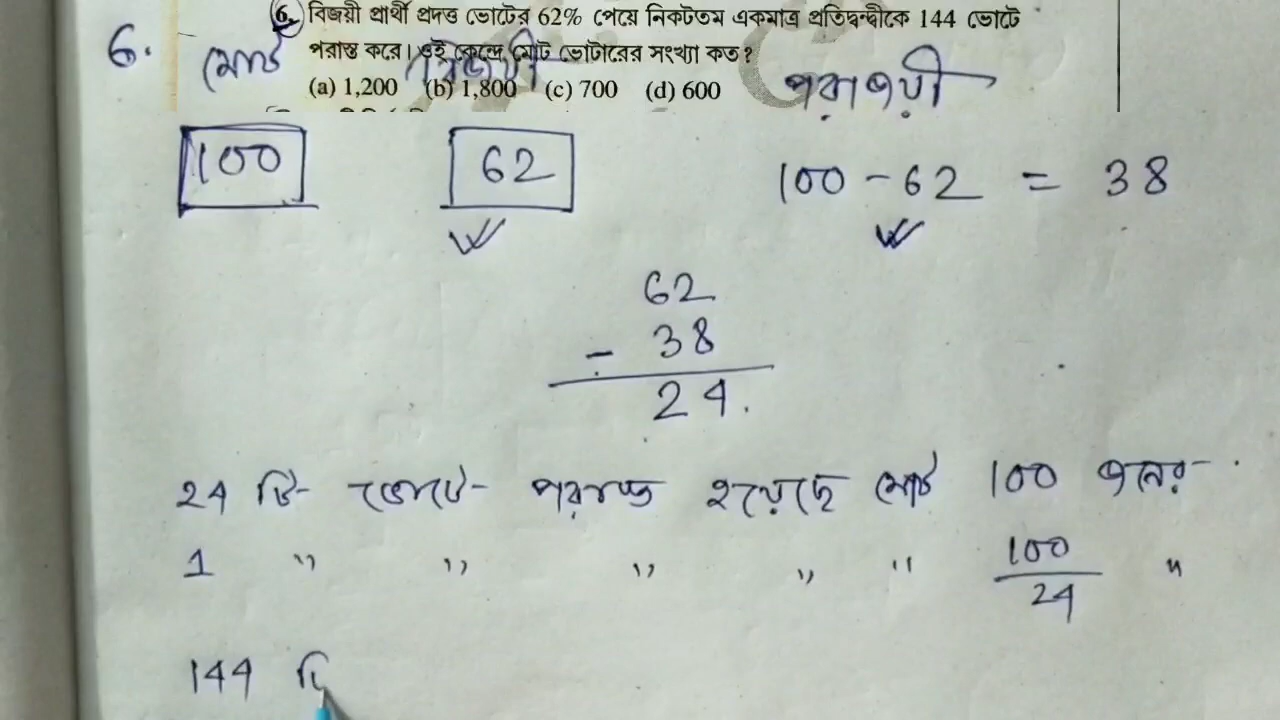 6. বিজয়ী প্রার্থী প্রদত্ত ভোটের 62% পেয়ে নিকটতম একমাত্র প্রতিদ্বন্দ্বীকে 144 ভোটে
পরাস্ত করে। ওই কেন্দ্রে মোট ভোটারের সংখ্যা কত?
(a) 1,200 (b) 1,800 (c) 700 (d) 600
6. মোট বিজয়ী পরাজয়ী
100 62 100 - 62 = 38
62
- 38
24.
24 টি ভোটে পরাস্ত হয়েছে মোট 100 জনের
1 " " " " " 100/24 "
144 টি